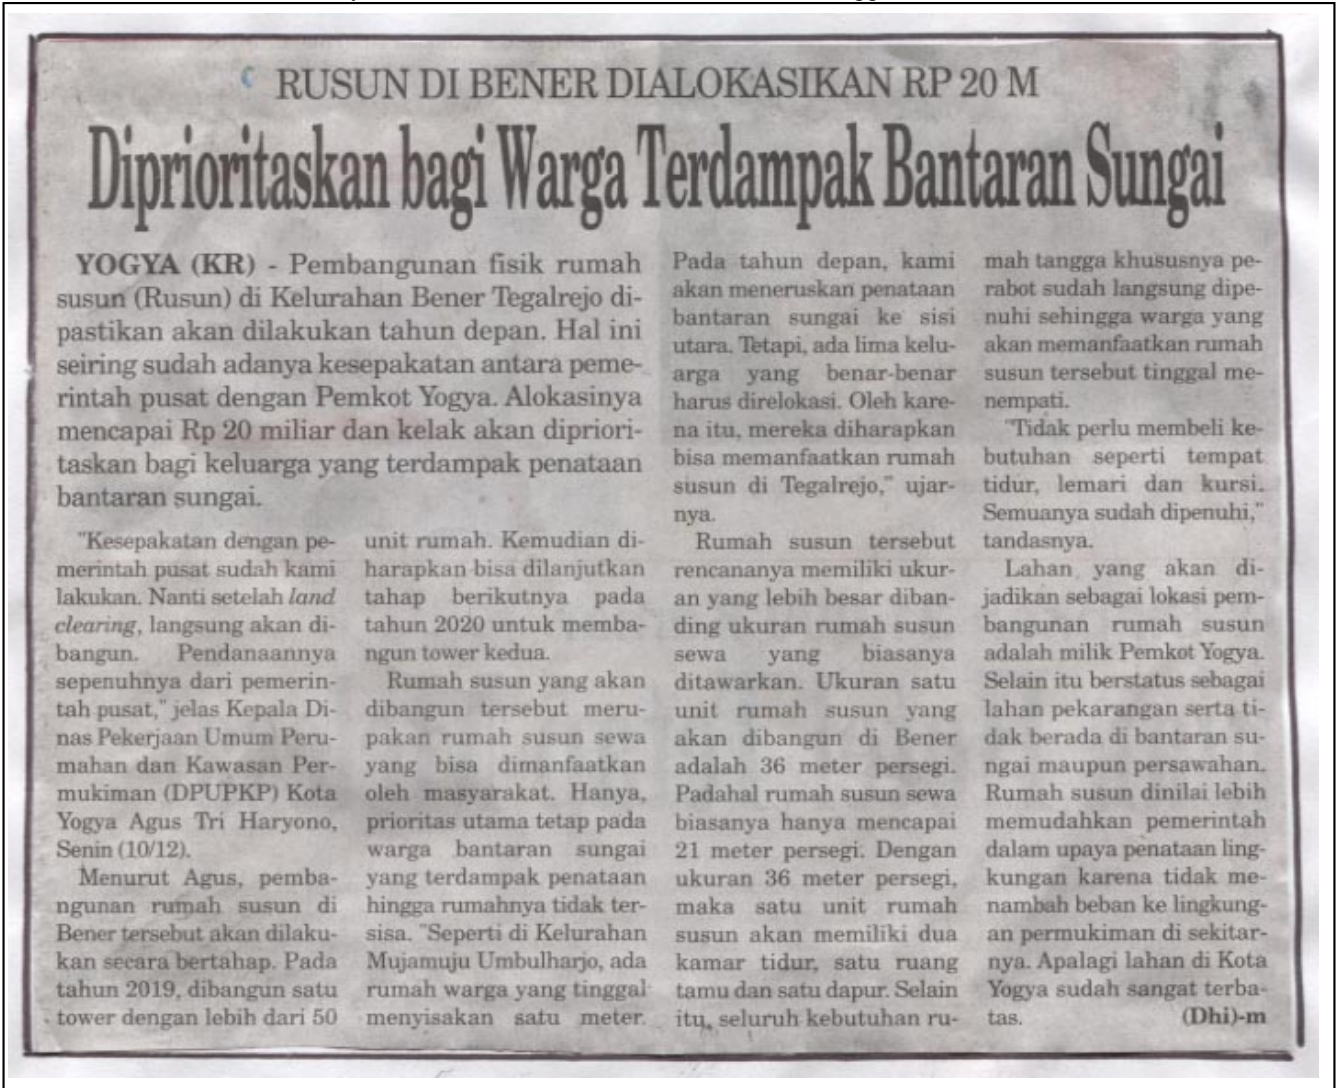 RUSUN DI BENER DIALOKASIKAN RP 20 M
Diprioritaskan bagi Warga Terdampak Bantaran Sungai
YOGYA (KR) - Pembangunan fisik rumah
susun (Rusun) di Kelurahan Bener Tegalrejo di-
pastikan akan dilakukan tahun depan. Hal ini
seiring sudah adanya kesepakatan antara peme-
rintah pusat dengan Pemkot Yogya. Alokasinya
mencapai Rp 20 miliar dan kelak akan dipriori-
taskan bagi keluarga yang terdampak penataan
bantaran sungai.
"Kesepakatan dengan pe-
merintah pusat sudah kami
lakukan. Nanti setelah land
clearing, langsung akan di-
bangun. Pendanaannya
sepenuhnya dari pemerin-
tah pusat," jelas Kepala Di-
nas Pekerjaan Umum Peru-
mahan dan Kawasan Per-
mukiman (DPUPKP) Kota
Yogya Agus Tri Haryono,
Senin (10/12).
Menurut Agus, pemba-
ngunan rumah susun di
Bener tersebut akan dilaku-
kan secara bertahap. Pada
tahun 2019, dibangun satu
tower dengan lebih dari 50
unit rumah. Kemudian di-
harapkan bisa dilanjutkan
tahap berikutnya pada
tahun 2020 untuk memba-
ngun tower kedua.
Rumah susun yang akan
dibangun tersebut meru-
pakan rumah susun sewa
yang bisa dimanfaatkan
oleh masyarakat. Hanya,
prioritas utama tetap pada
warga bantaran sungai
yang terdampak penataan
hingga rumahnya tidak ter-
sisa. "Seperti di Kelurahan
Mujamuju Umbulharjo, ada
rumah warga yang tinggal
menyisakan satu meter.
Pada tahun depan, kami
akan meneruskan penataan
bantaran sungai ke sisi
utara. Tetapi, ada lima kelu-
arga yang benar-benar
harus direlokasi. Oleh kare-
na itu, mereka diharapkan
bisa memanfaatkan rumah
susun di Tegalrejo," ujar-
nya.
Rumah susun tersebut
rencananya memiliki ukur-
an yang lebih besar diban-
ding ukuran rumah susun
sewa yang biasanya
ditawarkan. Ukuran satu
unit rumah susun yang
akan dibangun di Bener
adalah 36 meter persegi.
Padahal rumah susun sewa
biasanya hanya mencapai
21 meter persegi. Dengan
ukuran 36 meter persegi,
maka satu unit rumah
susun akan memiliki dua
kamar tidur, satu ruang
tamu dan satu dapur. Selain
itu, seluruh kebutuhan ru-
mah tangga khususnya pe-
rabot sudah langsung dipe-
nuhi sehingga warga yang
akan memanfaatkan rumah
susun tersebut tinggal me-
nempati.
"Tidak perlu membeli ke-
butuhan seperti tempat
tidur, lemari dan kursi.
Semuanya sudah dipenuhi,"
tandasnya.
Lahan yang akan di-
jadikan sebagai lokasi pem-
bangunan rumah susun
adalah milik Pemkot Yogya.
Selain itu berstatus sebagai
lahan pekarangan serta ti-
dak berada di bantaran su-
ngai maupun persawahan.
Rumah susun dinilai lebih
memudahkan pemerintah
dalam upaya penataan ling-
kungan karena tidak me-
nambah beban ke lingkung-
an permukiman di sekitar-
nya. Apalagi lahan di Kota
Yogya sudah sangat terba-
tas. (Dhi)-m